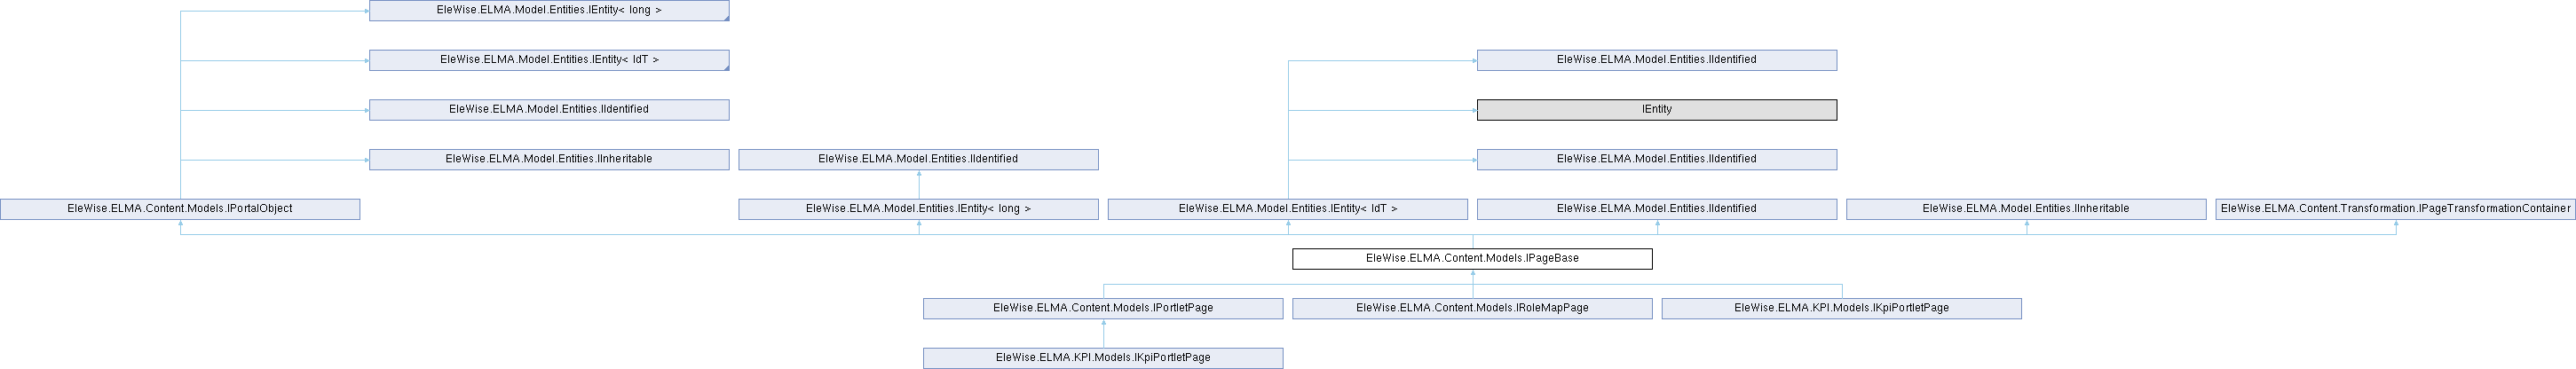 EleWise.ELMA.Model.Entities.IEntity< long >
EleWise.ELMA.Model.Entities.IEntity< IdT >
EleWise.ELMA.Model.Entities.IIdentified
EleWise.ELMA.Model.Entities.IIdentified
IEntity
EleWise.ELMA.Model.Entities.IInheritable
EleWise.ELMA.Model.Entities.IIdentified
EleWise.ELMA.Model.Entities.IIdentified
EleWise.ELMA.Content.Models.IPortalObject
EleWise.ELMA.Model.Entities.IEntity< long >
EleWise.ELMA.Model.Entities.IEntity< IdT >
EleWise.ELMA.Model.Entities.IIdentified
EleWise.ELMA.Model.Entities.IInheritable
EleWise.ELMA.Content.Transformation.IPageTransformationContainer
EleWise.ELMA.Content.Models.IPageBase
EleWise.ELMA.Content.Models.IPortletPage
EleWise.ELMA.Content.Models.IRoleMapPage
EleWise.ELMA.KPI.Models.IKpiPortletPage
EleWise.ELMA.KPI.Models.IKpiPortletPage